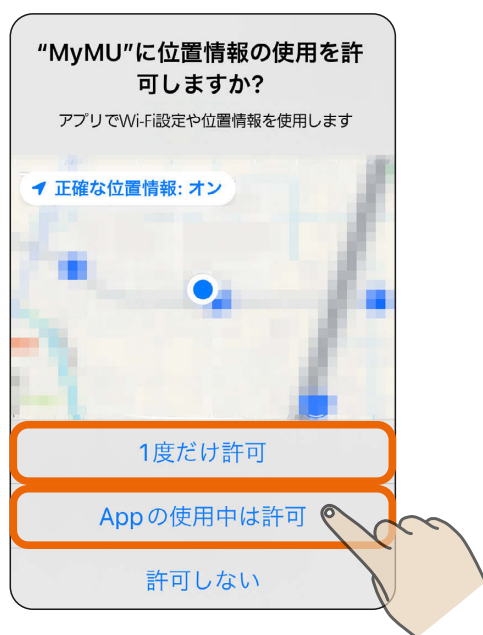 “MyMU”に位置情報の使用を許
可しますか?
アプリでWi-Fi設定や位置情報を使用します
正確な位置情報: オン
1度だけ許可
Appの使用中は許可
許可しない